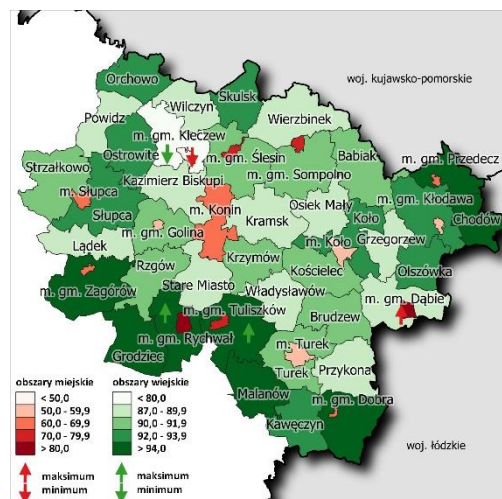 woj. kujawsko-pomorskie
Orchowo
Skulsk
Wilczyn
Wierzbinek
Powidz
m. gm. Kleczew
Ostrowite
m. gm. Ślesin
Babiak
m. gm. Przedecz
Strzałkowo
Kazimierz Biskupi
m. gm. Sompolno
m. Słupca
Osiek Mały
m. gm. Kłodawa
Słupca
m. Konin
Koło
Chodów
m. gm. Golina
Kramsk
Grzegorzew
Lądek
m. Koło
Olszówka
Rzgów
Krzymów
Kościelec
m. gm. Zagórów
Stare Miasto
Władysławów
m. gm. Dąbie
m. gm. Tuliszków
Brudzew
m. gm. Rychwał
m. Turek
Grodziec
Turek
Przykona
Malanów
m. gm. Dobra
Kawęczyn
woj. łódzkie
obszary miejskie
< 50,0
50,0 - 59,9
60,0 - 69,9
70,0 - 79,9
> 80,0
maksimum
minimum
obszary wiejskie
< 80,0
87,0 - 89,9
90,0 - 91,9
92,0 - 93,9
> 94,0
maksimum
minimum